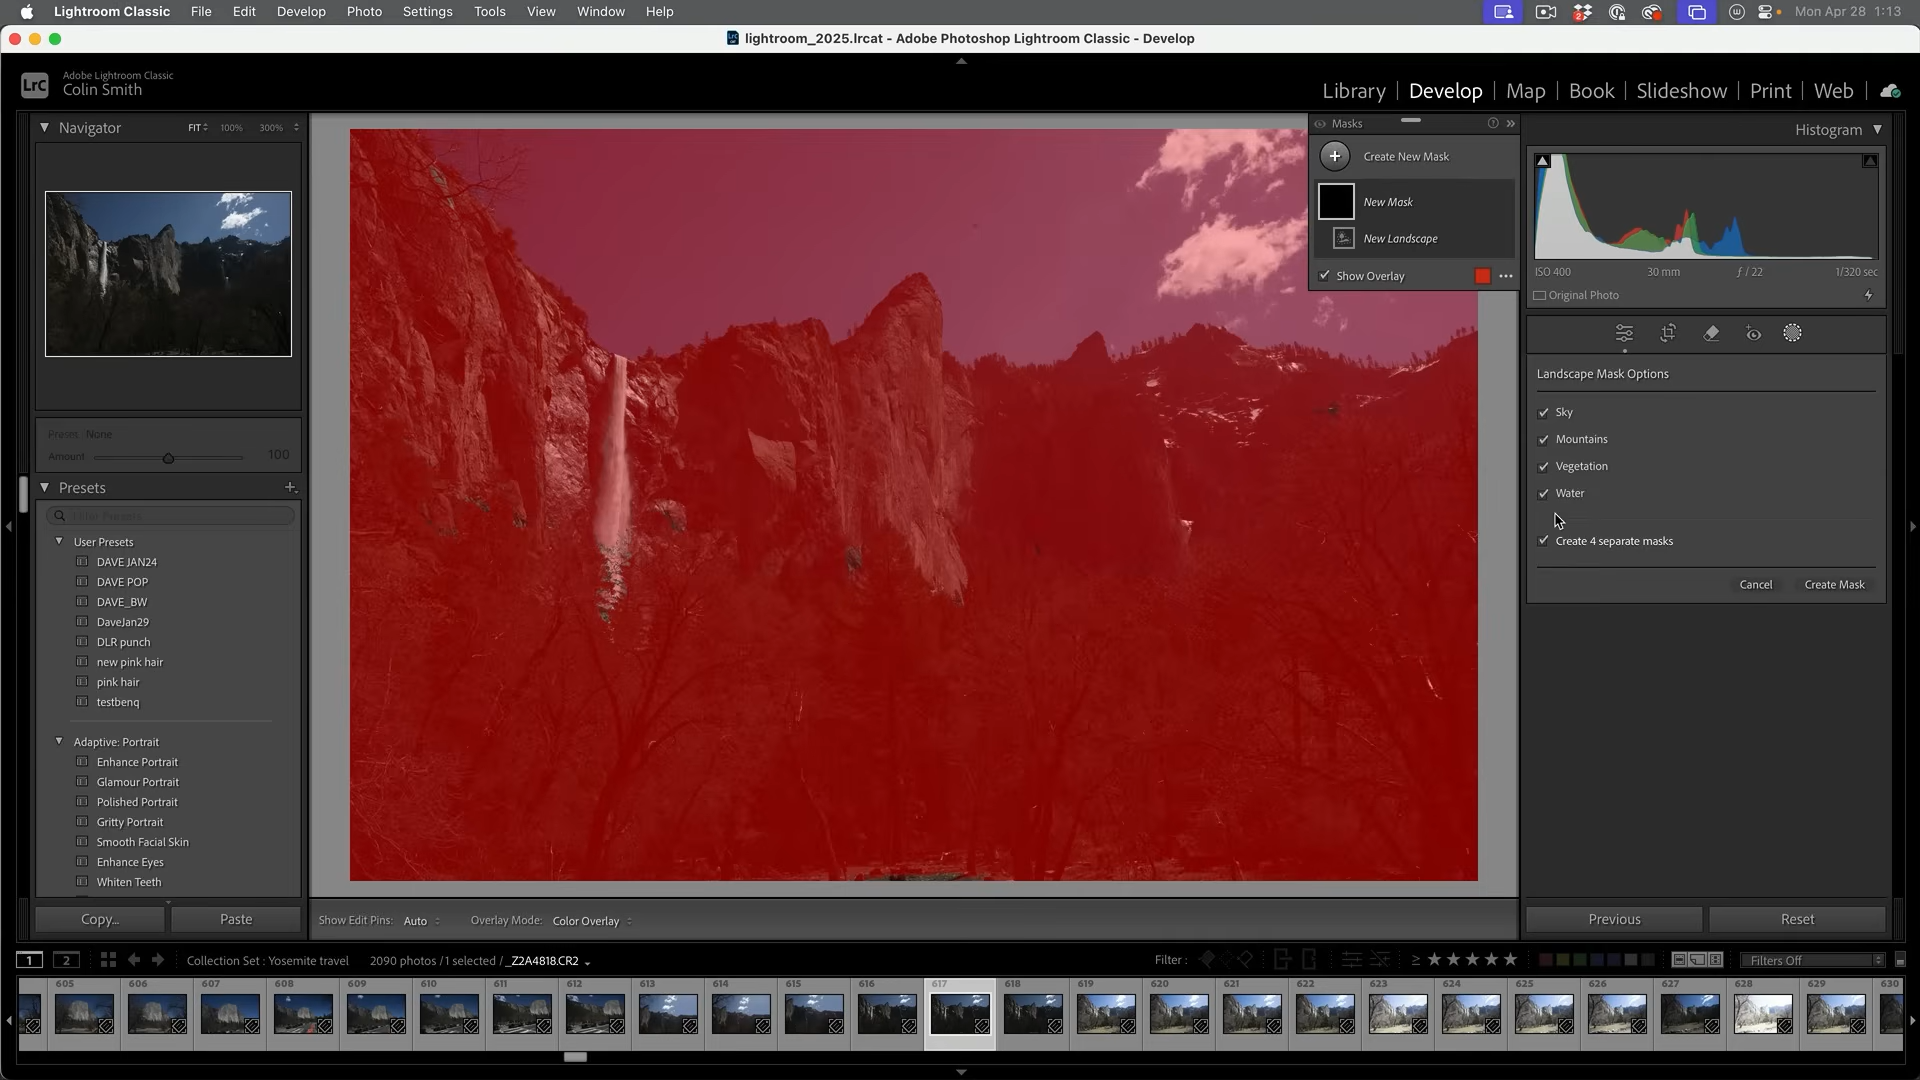 Lightroom Classic File Edit Develop Photo Settings Tools View Window Help
Mon Apr 28 1:13
lightroom_2025.lrcat - Adobe Photoshop Lightroom Classic - Develop
LrC
Adobe Lightroom Classic
Colin Smith
Library | Develop | Map | Book | Slideshow | Print | Web
Navigator FIT 100% 300%
Preset: None
Amount 100
Presets
Filter Presets
User Presets
DAVE JAN24
DAVE POP
DAVE_BW
DaveJan29
DLR punch
new pink hair
pink hair
testbenq
Adaptive: Portrait
Enhance Portrait
Glamour Portrait
Polished Portrait
Gritty Portrait
Smooth Facial Skin
Enhance Eyes
Whiten Teeth
Copy... Paste
Masks
Create New Mask
New Mask
New Landscape
Show Overlay
Show Edit Pins: Auto Overlay Mode: Color Overlay
Histogram
ISO 400 30 mm ƒ / 22 1/320 sec
Original Photo
Landscape Mask Options
Sky
Mountains
Vegetation
Water
Create 4 separate masks
Cancel Create Mask
Previous Reset
1 2 Collection Set : Yosemite travel 2090 photos /1 selected / _Z2A4818.CR2 Filter : ≥ ★★★★★ Filters Off
605 606 607 608 609 610 611 612 613 614 615 616 617 618 619 620 621 622 623 624 625 626 627 628 629 630